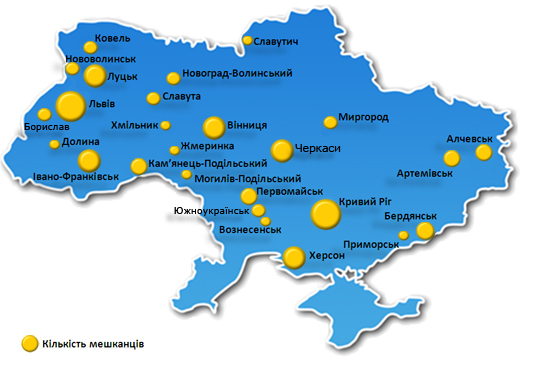 Ковель
Славутич
Нововолинськ
Луцьк
Новоград-Волинський
Львів
Славута
Борислав
Хмільник
Вінниця
Миргород
Долина
Жмеринка
Черкаси
Алчевськ
Івано-Франківськ
Кам'янець-Подільський
Артемівськ
Могилів-Подільський
Первомайськ
Кривий Ріг
Южноукраїнськ
Бердянськ
Вознесенськ
Приморськ
Херсон
Кількість мешканців